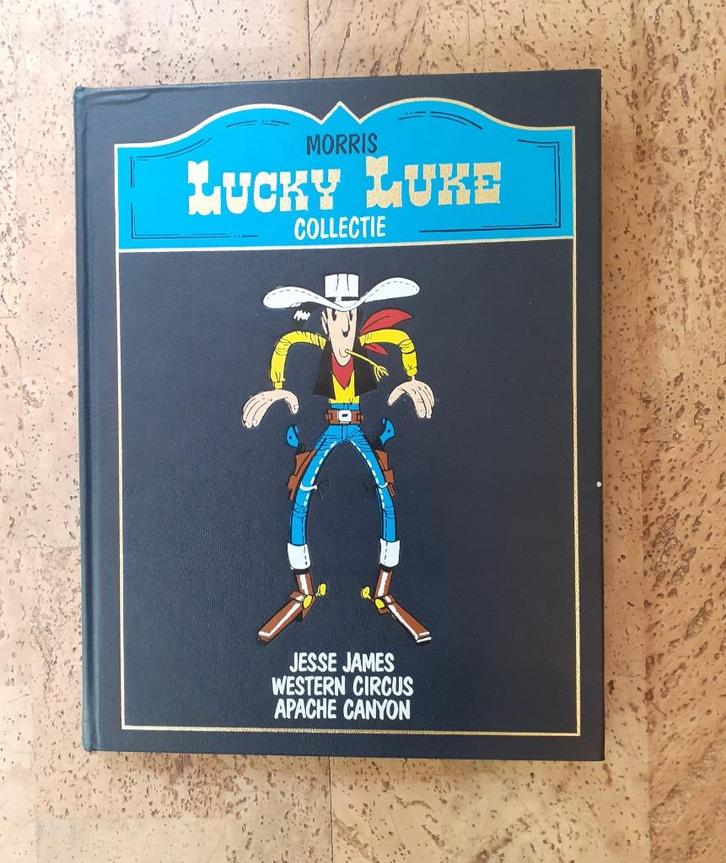 MORRIS
LUCKY LUKE
COLLECTIE
JESSE JAMES
WESTERN CIRCUS
APACHE CANYON